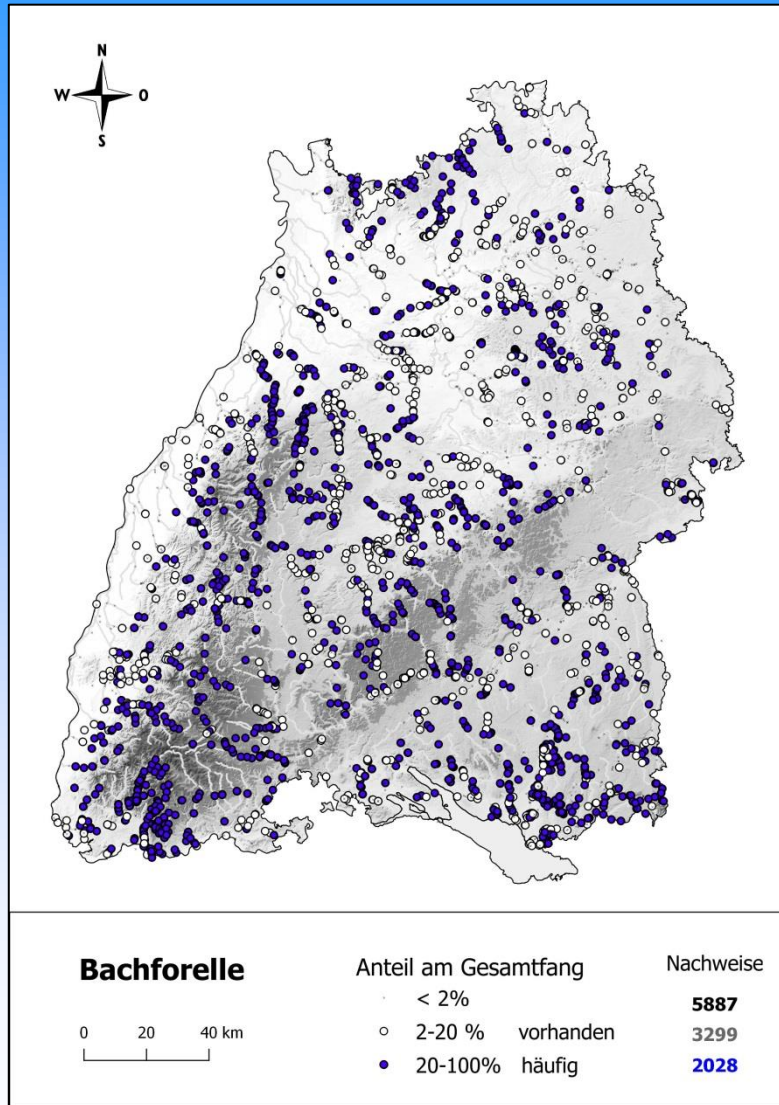 N
W O
S
Bachforelle
0 20 40 km
Anteil am Gesamtfang
< 2%
2-20 % vorhanden
20-100% häufig
Nachweise
5887
3299
2028